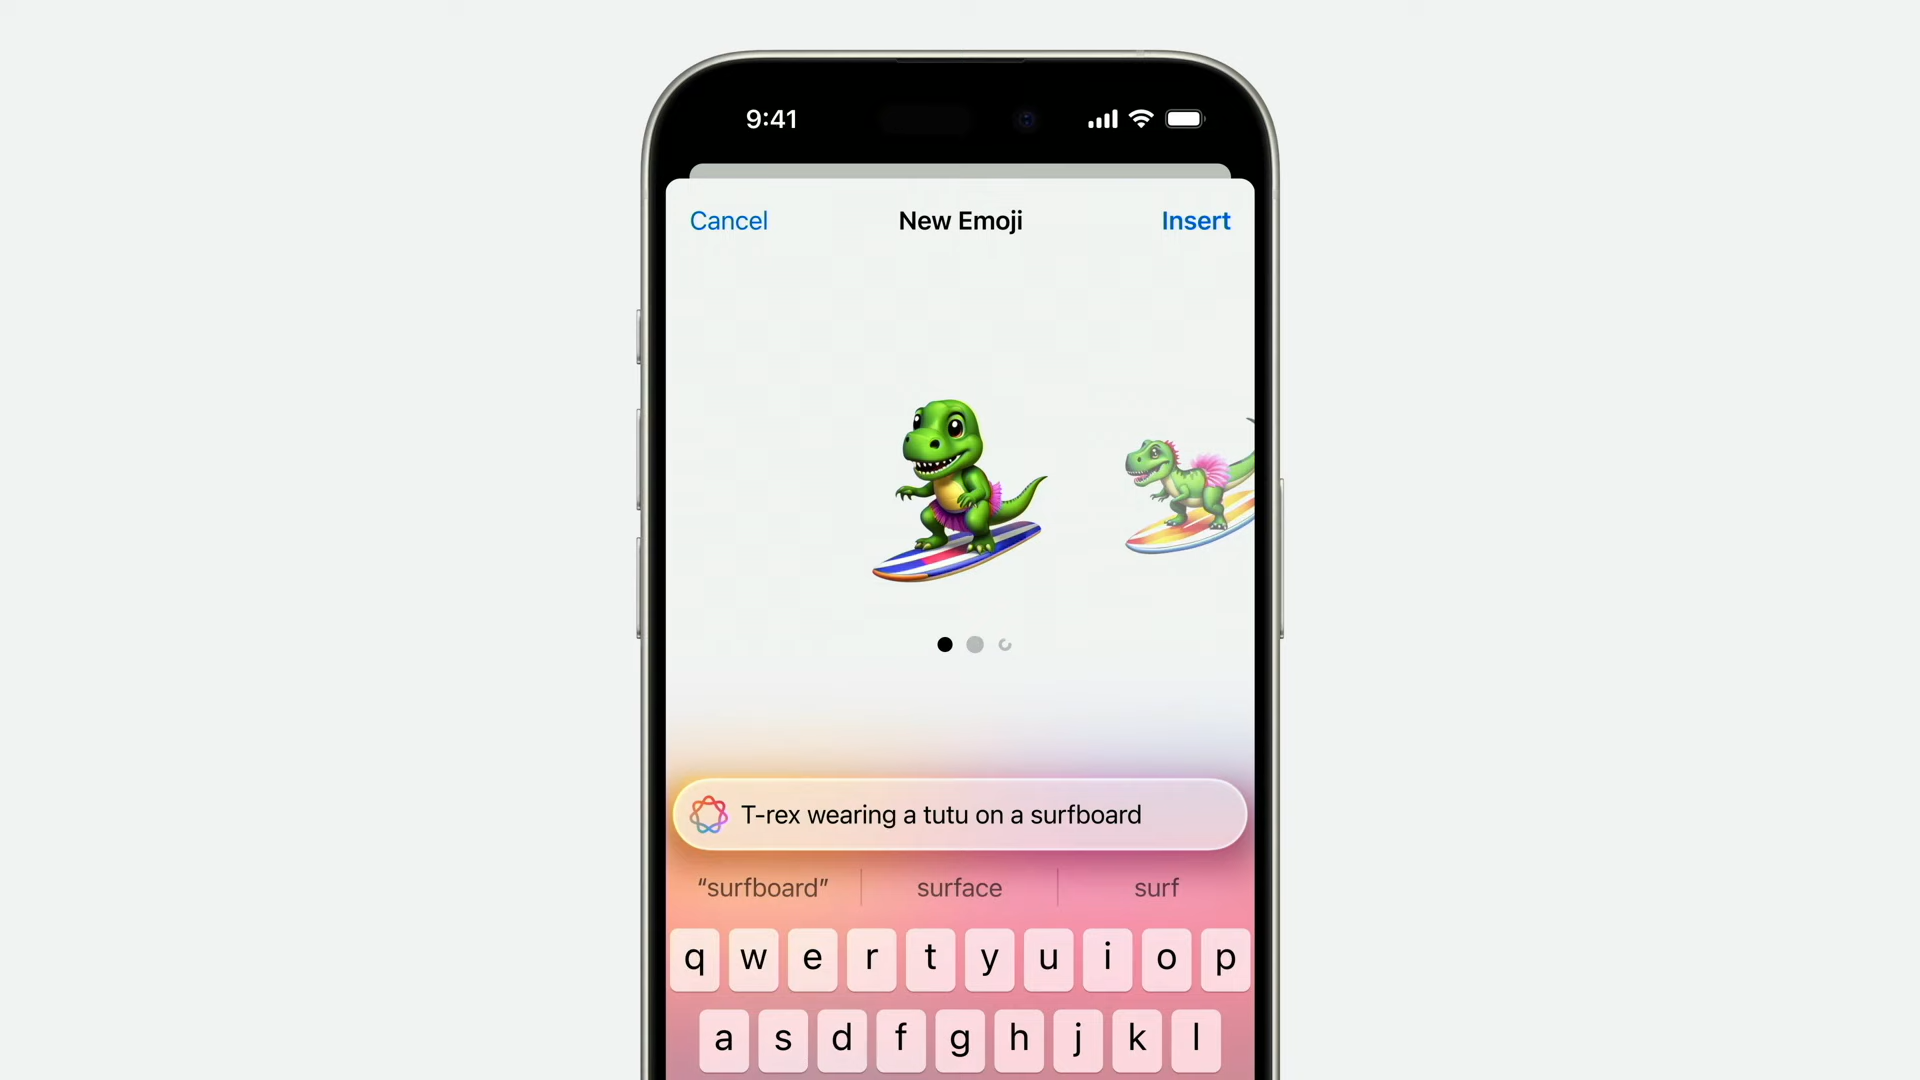 9:41
Cancel New Emoji Insert
T-rex wearing a tutu on a surfboard
“surfboard” surface surf
q w e r t y u i o p
a s d f g h j k l